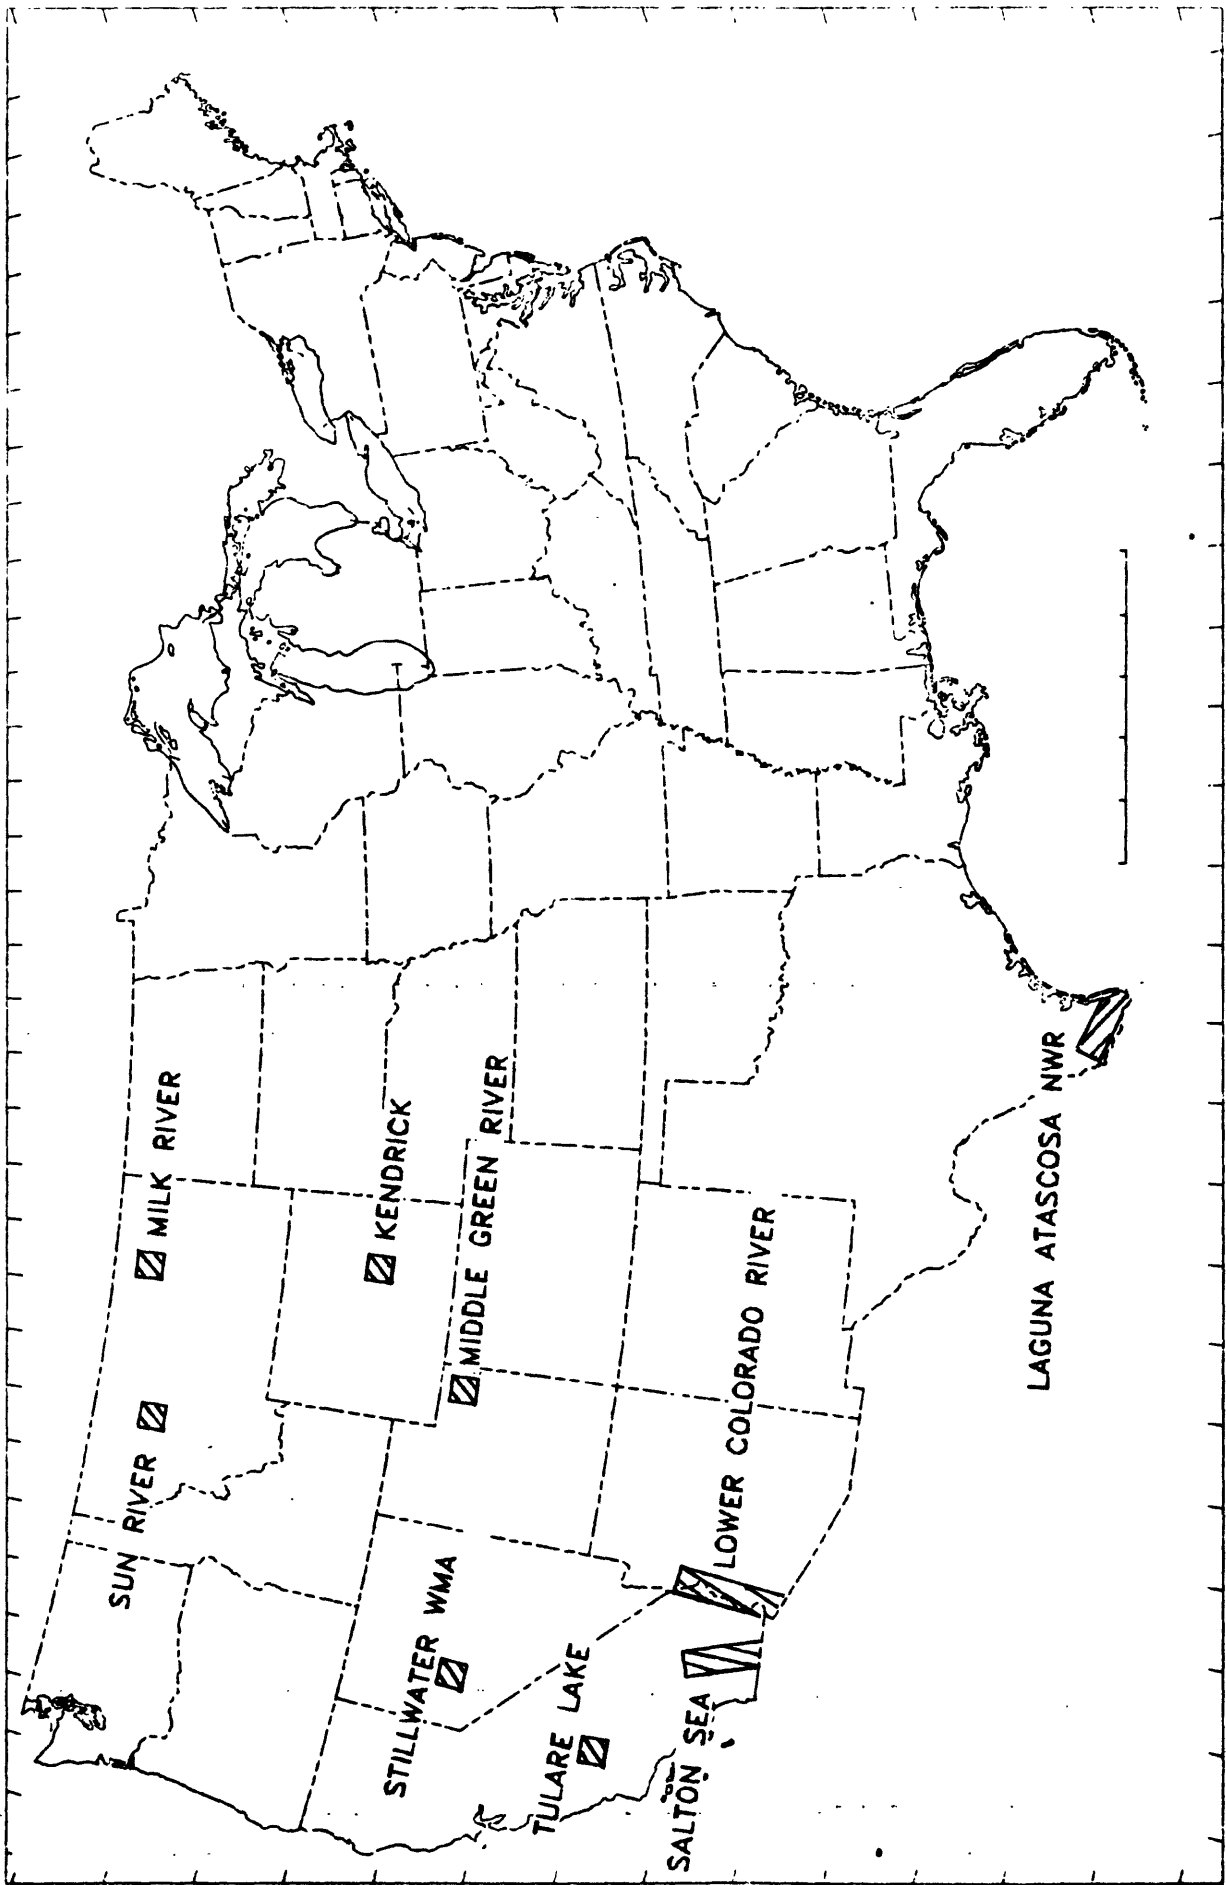 SUN RIVER
MILK RIVER
KENDRICK
MIDDLE GREEN RIVER
STILLWATER WMA
TULARE LAKE
SALTON SEA
LOWER COLORADO RIVER
LAGUNA ATASCOSA NWR